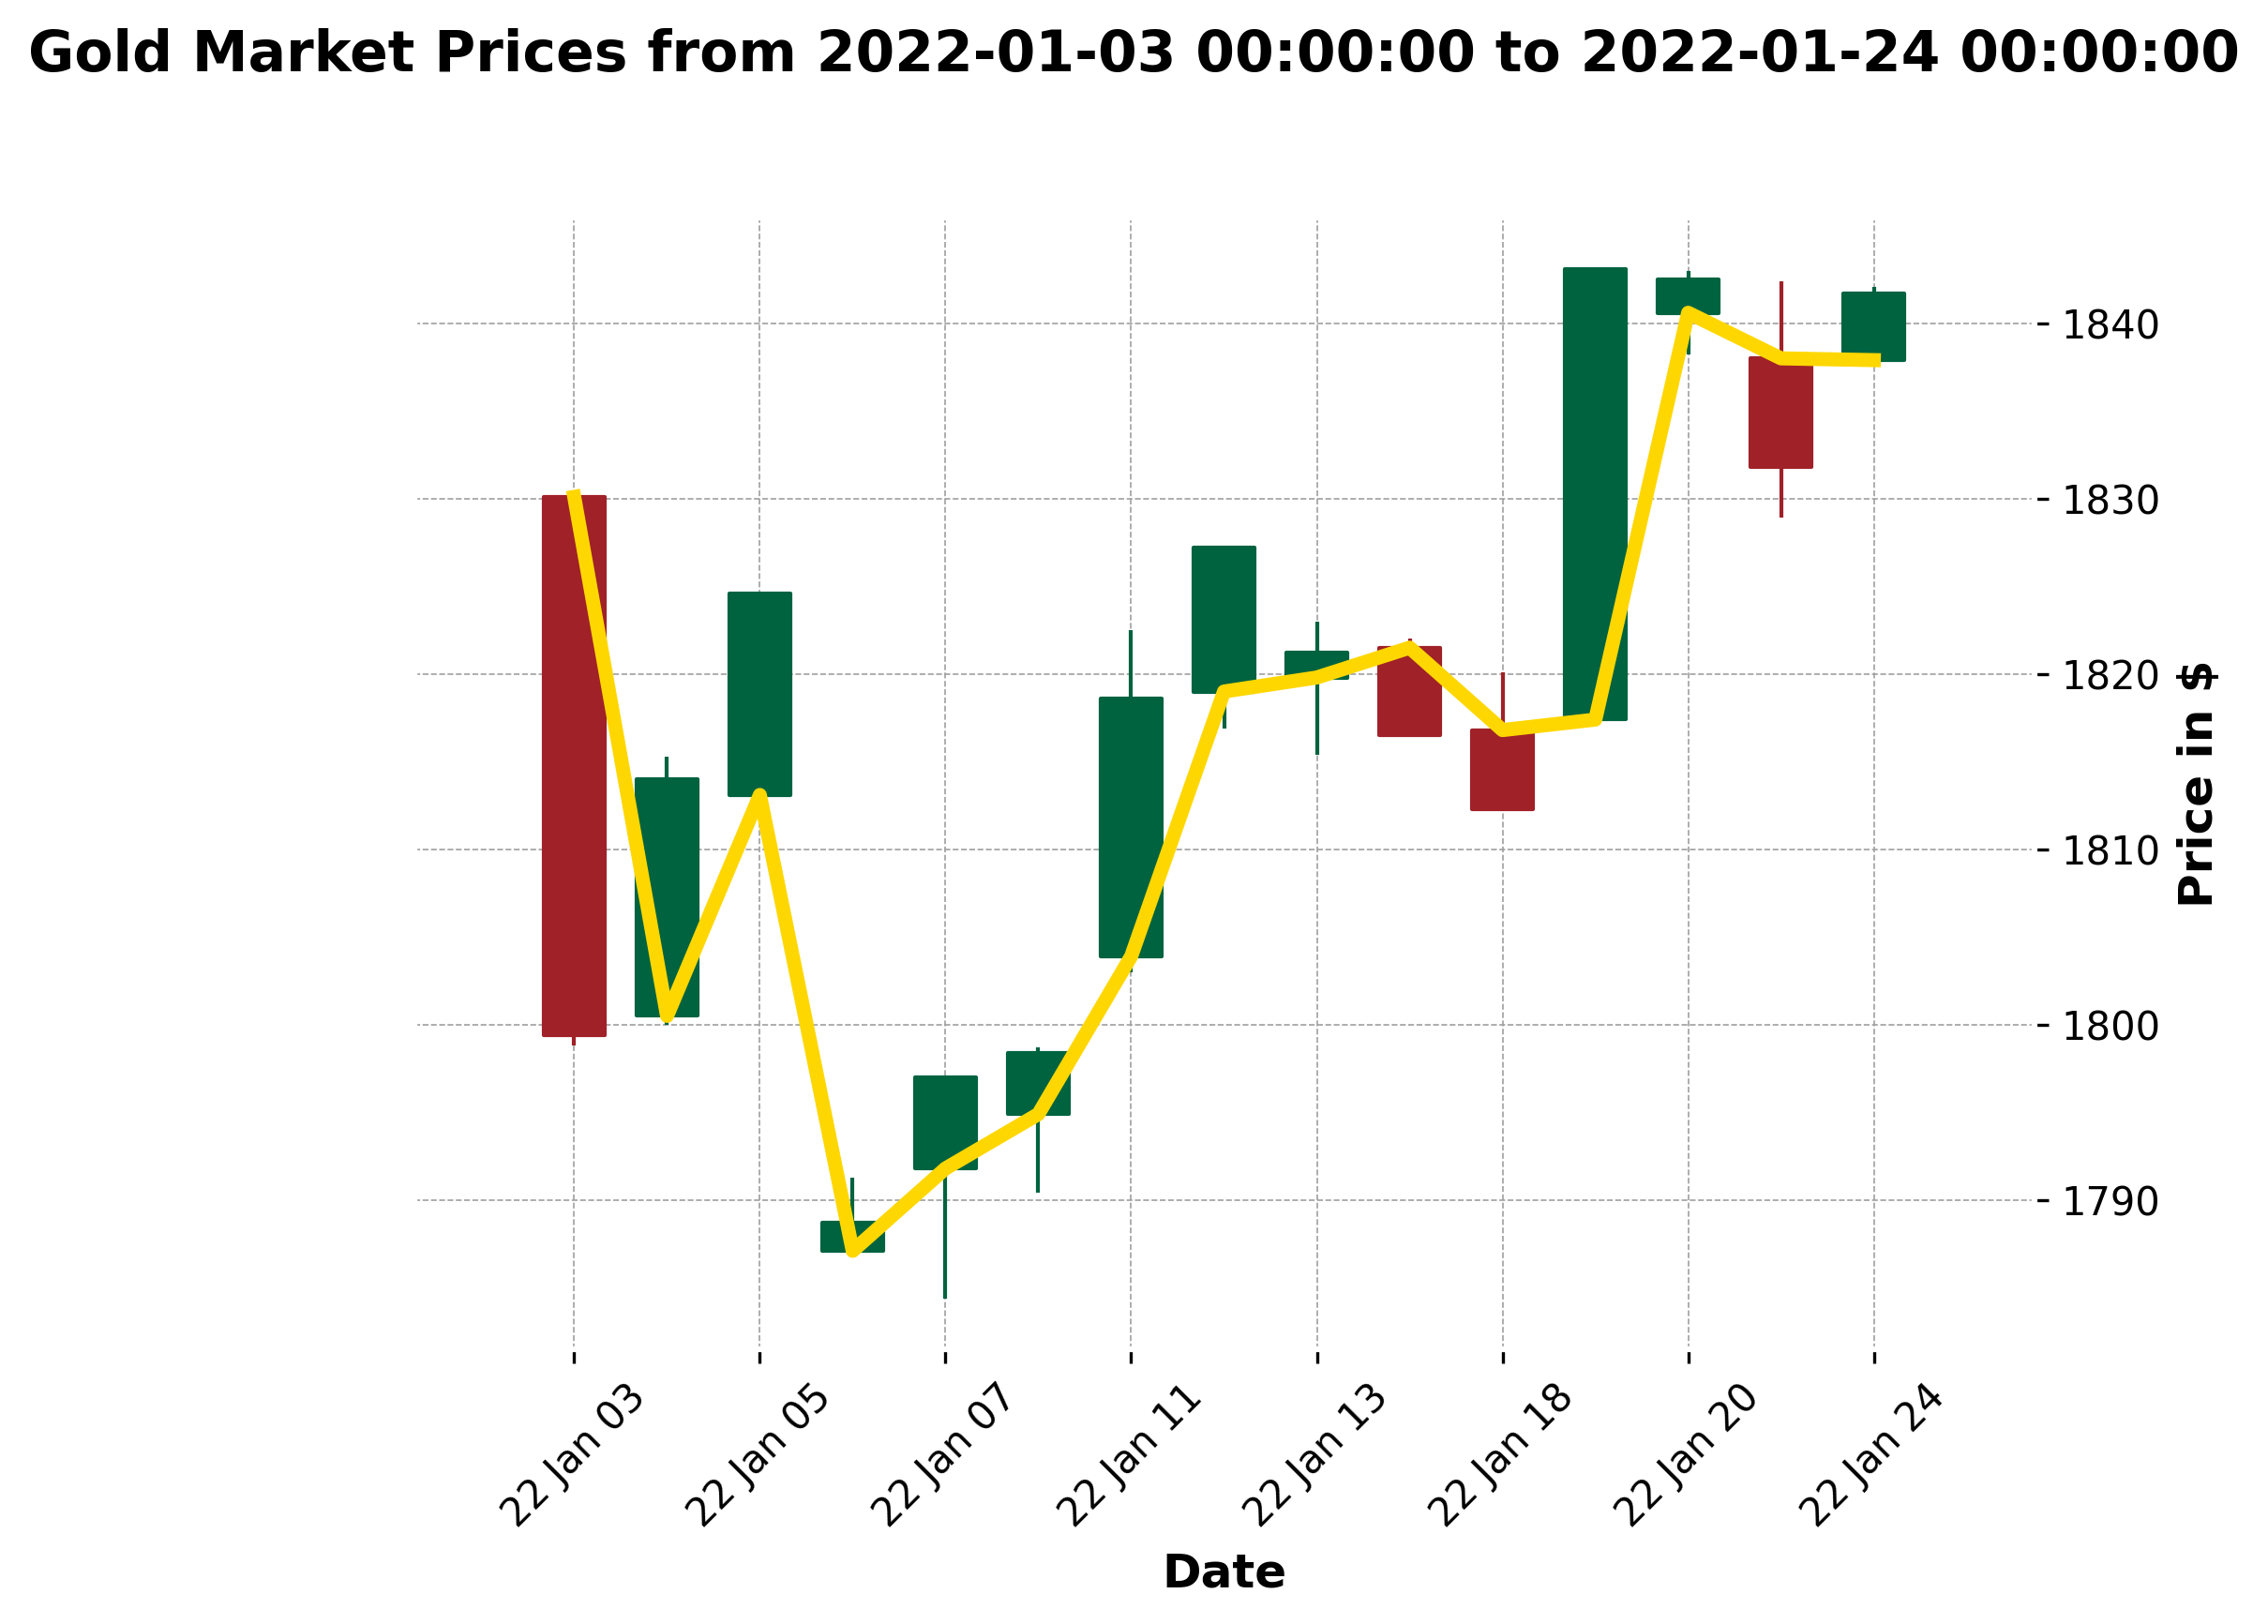 Gold Market Prices from 2022-01-03 00:00:00 to 2022-01-24 00:00:00
1840
1830
1820
1810
1800
1790
Price in $
22 Jan 03
22 Jan 05
22 Jan 07
22 Jan 11
22 Jan 13
22 Jan 18
22 Jan 20
22 Jan 24
Date